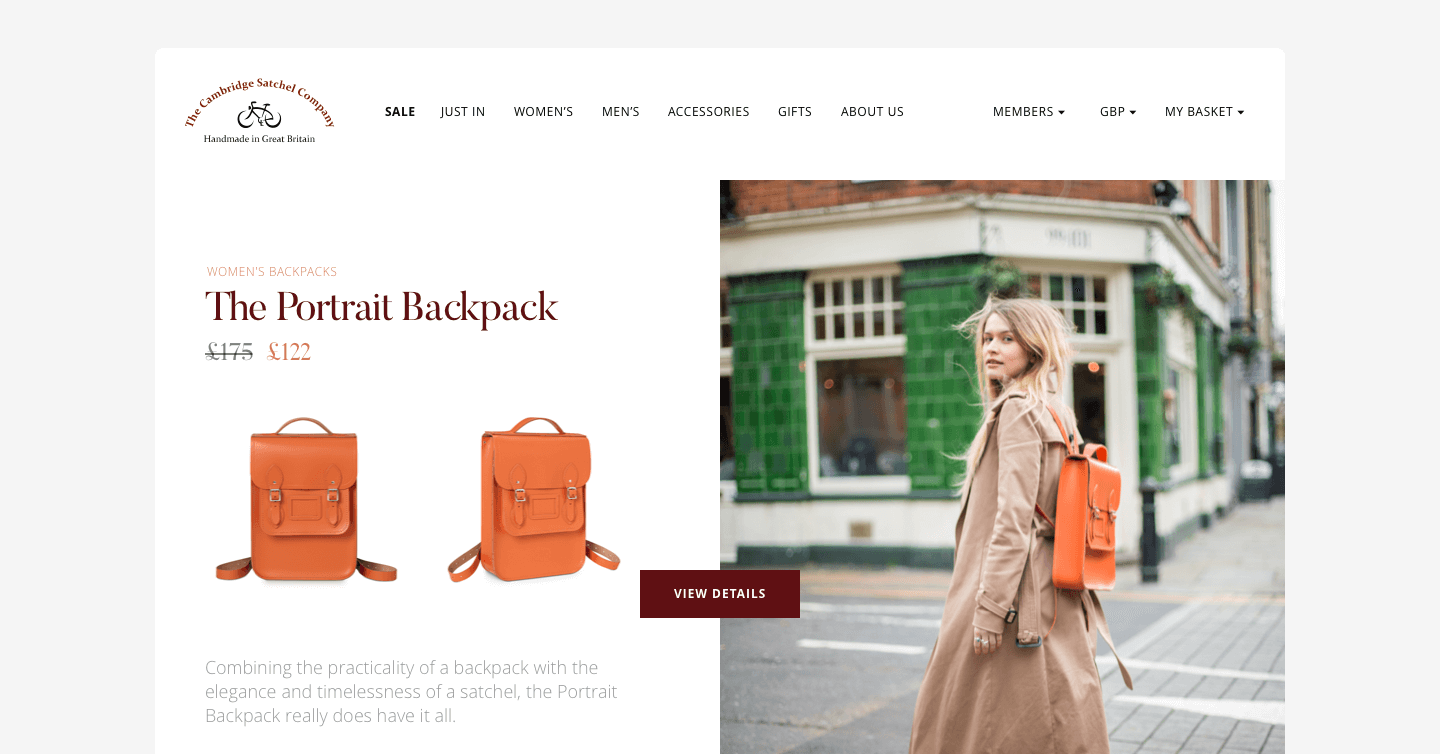 The Cambridge Satchel Company
Handmade in Great Britain
SALE JUST IN WOMEN'S MEN'S ACCESSORIES GIFTS ABOUT US MEMBERS GBP MY BASKET
WOMEN'S BACKPACKS
The Portrait Backpack
£175 £122
VIEW DETAILS
Combining the practicality of a backpack with the
elegance and timelessness of a satchel, the Portrait
Backpack really does have it all.